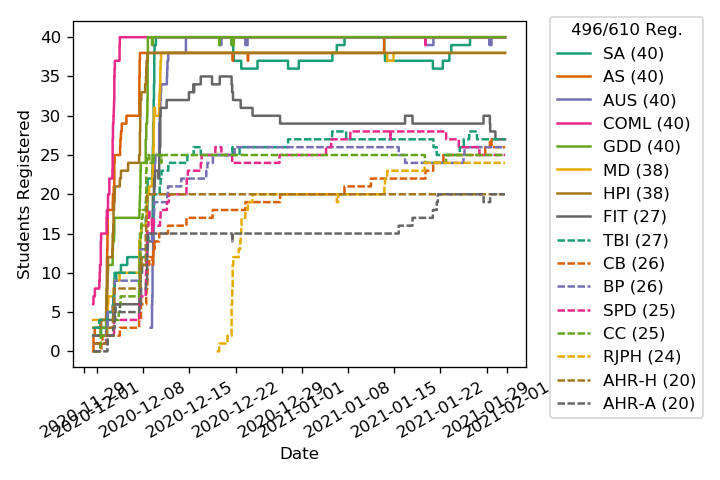 496/610 Reg.
SA (40)
AS (40)
AUS (40)
COML (40)
GDD (40)
MD (38)
HPI (38)
FIT (27)
TBI (27)
CB (26)
BP (26)
SPD (25)
CC (25)
RJPH (24)
AHR-H (20)
AHR-A (20)
Students Registered
40
35
30
25
20
15
10
5
0
2020-11-29
2020-12-01
2020-12-08
2020-12-15
2020-12-22
2020-12-29
2021-01-01
2021-01-08
2021-01-15
2021-01-22
2021-01-29
2021-02-01
Date